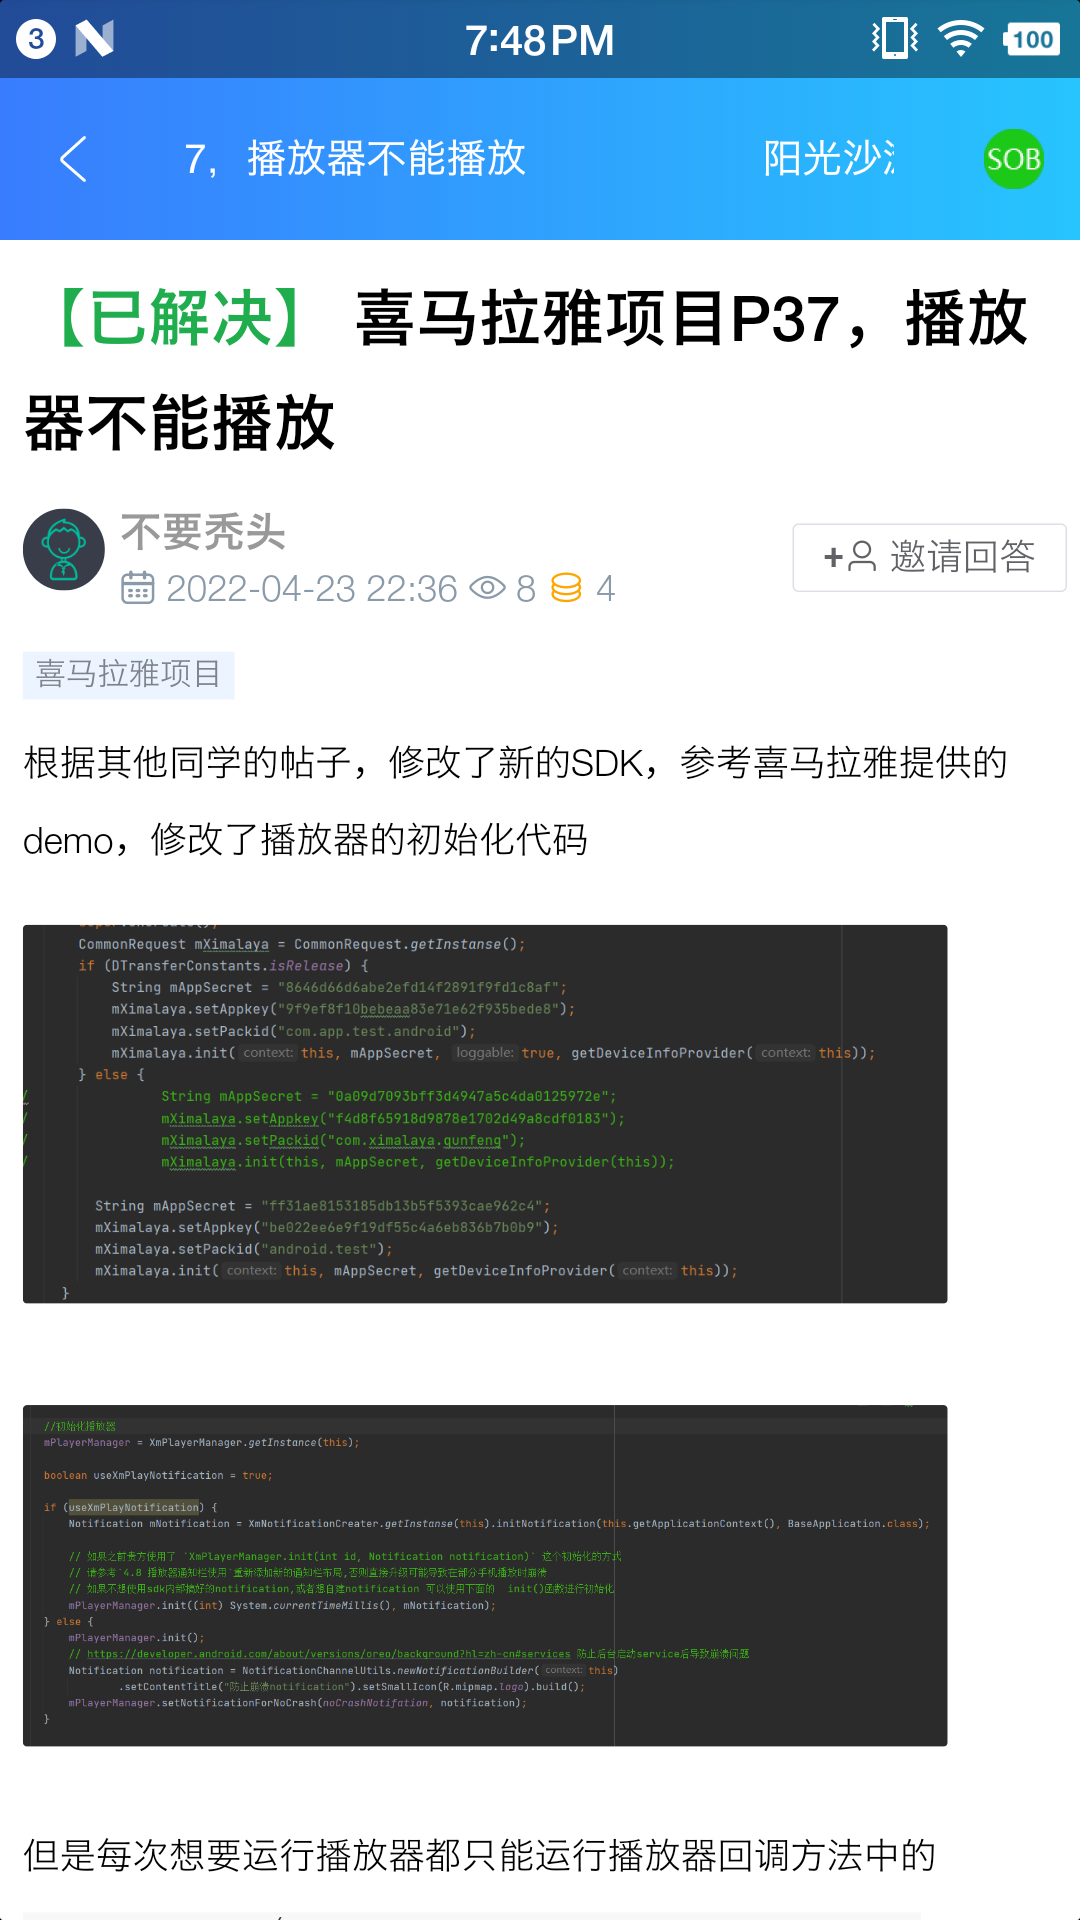 3 7:48PM 100
7，播放器不能播放 阳光沙 SOB
【已解决】 喜马拉雅项目P37，播放
器不能播放
不要秃头
2022-04-23 22:36 8 4
+ 邀请回答
喜马拉雅项目
根据其他同学的帖子，修改了新的SDK，参考喜马拉雅提供的
demo，修改了播放器的初始化代码
CommonRequest mXimalaya = CommonRequest.getInstanse();
if (DTransferConstants.isRelease) {
String mAppSecret = "8646d66d6abe2efd14f2891f9fd1c8af";
mXimalaya.setAppkey("9f9ef8f10bebeaa83e71e62f935bede8");
mXimalaya.setPackid("com.app.test.android");
mXimalaya.init( context: this, mAppSecret, loggable: true, getDeviceInfoProvider( context: this));
} else {
String mAppSecret = "0a09d7093bff3d4947a5c4da0125972e";
mXimalaya.setAppkey("f4d8f65918d9878e1702d49a8cdf0183");
mXimalaya.setPackid("com.ximalaya.qunfeng");
mXimalaya.init(this, mAppSecret, getDeviceInfoProvider(this));
String mAppSecret = "ff31ae8153185db13b5f5393cae962c4";
mXimalaya.setAppkey("be022ee6e9f19df55c4a6eb836b7b0b9");
mXimalaya.setPackid("android.test");
mXimalaya.init( context: this, mAppSecret, getDeviceInfoProvider( context: this));
}
//初始化播放器
mPlayerManager = XmPlayerManager.getInstance(this);
boolean useXmPlayNotification = true;
if (useXmPlayNotification) {
Notification mNotification = XmNotificationCreater.getInstanse(this).initNotification(this.getApplicationContext(), BaseApplication.class);
// 如果之前贵方使用了 `XmPlayerManager.init(int id, Notification notification)` 这个初始化的方式
// 请参考`4.8 播放器通知栏使用`重新添加新的通知栏布局,否则直接升级可能导致在部分手机播放时崩溃
// 如果不想使用sdk内部搞好的notification,或者想自建notification 可以使用下面的 init()函数进行初始化
mPlayerManager.init((int) System.currentTimeMillis(), mNotification);
} else {
mPlayerManager.init();
// https://developer.android.com/about/versions/oreo/background?hl=zh-cn#services 防止后台启动service后导致崩溃问题
Notification notification = NotificationChannelUtils.newNotificationBuilder( context: this)
.setContentTitle("防止崩溃notification").setSmallIcon(R.mipmap.logo).build();
mPlayerManager.setNotificationForNoCrash(noCrashNotifation, notification);
}
但是每次想要运行播放器都只能运行播放器回调方法中的